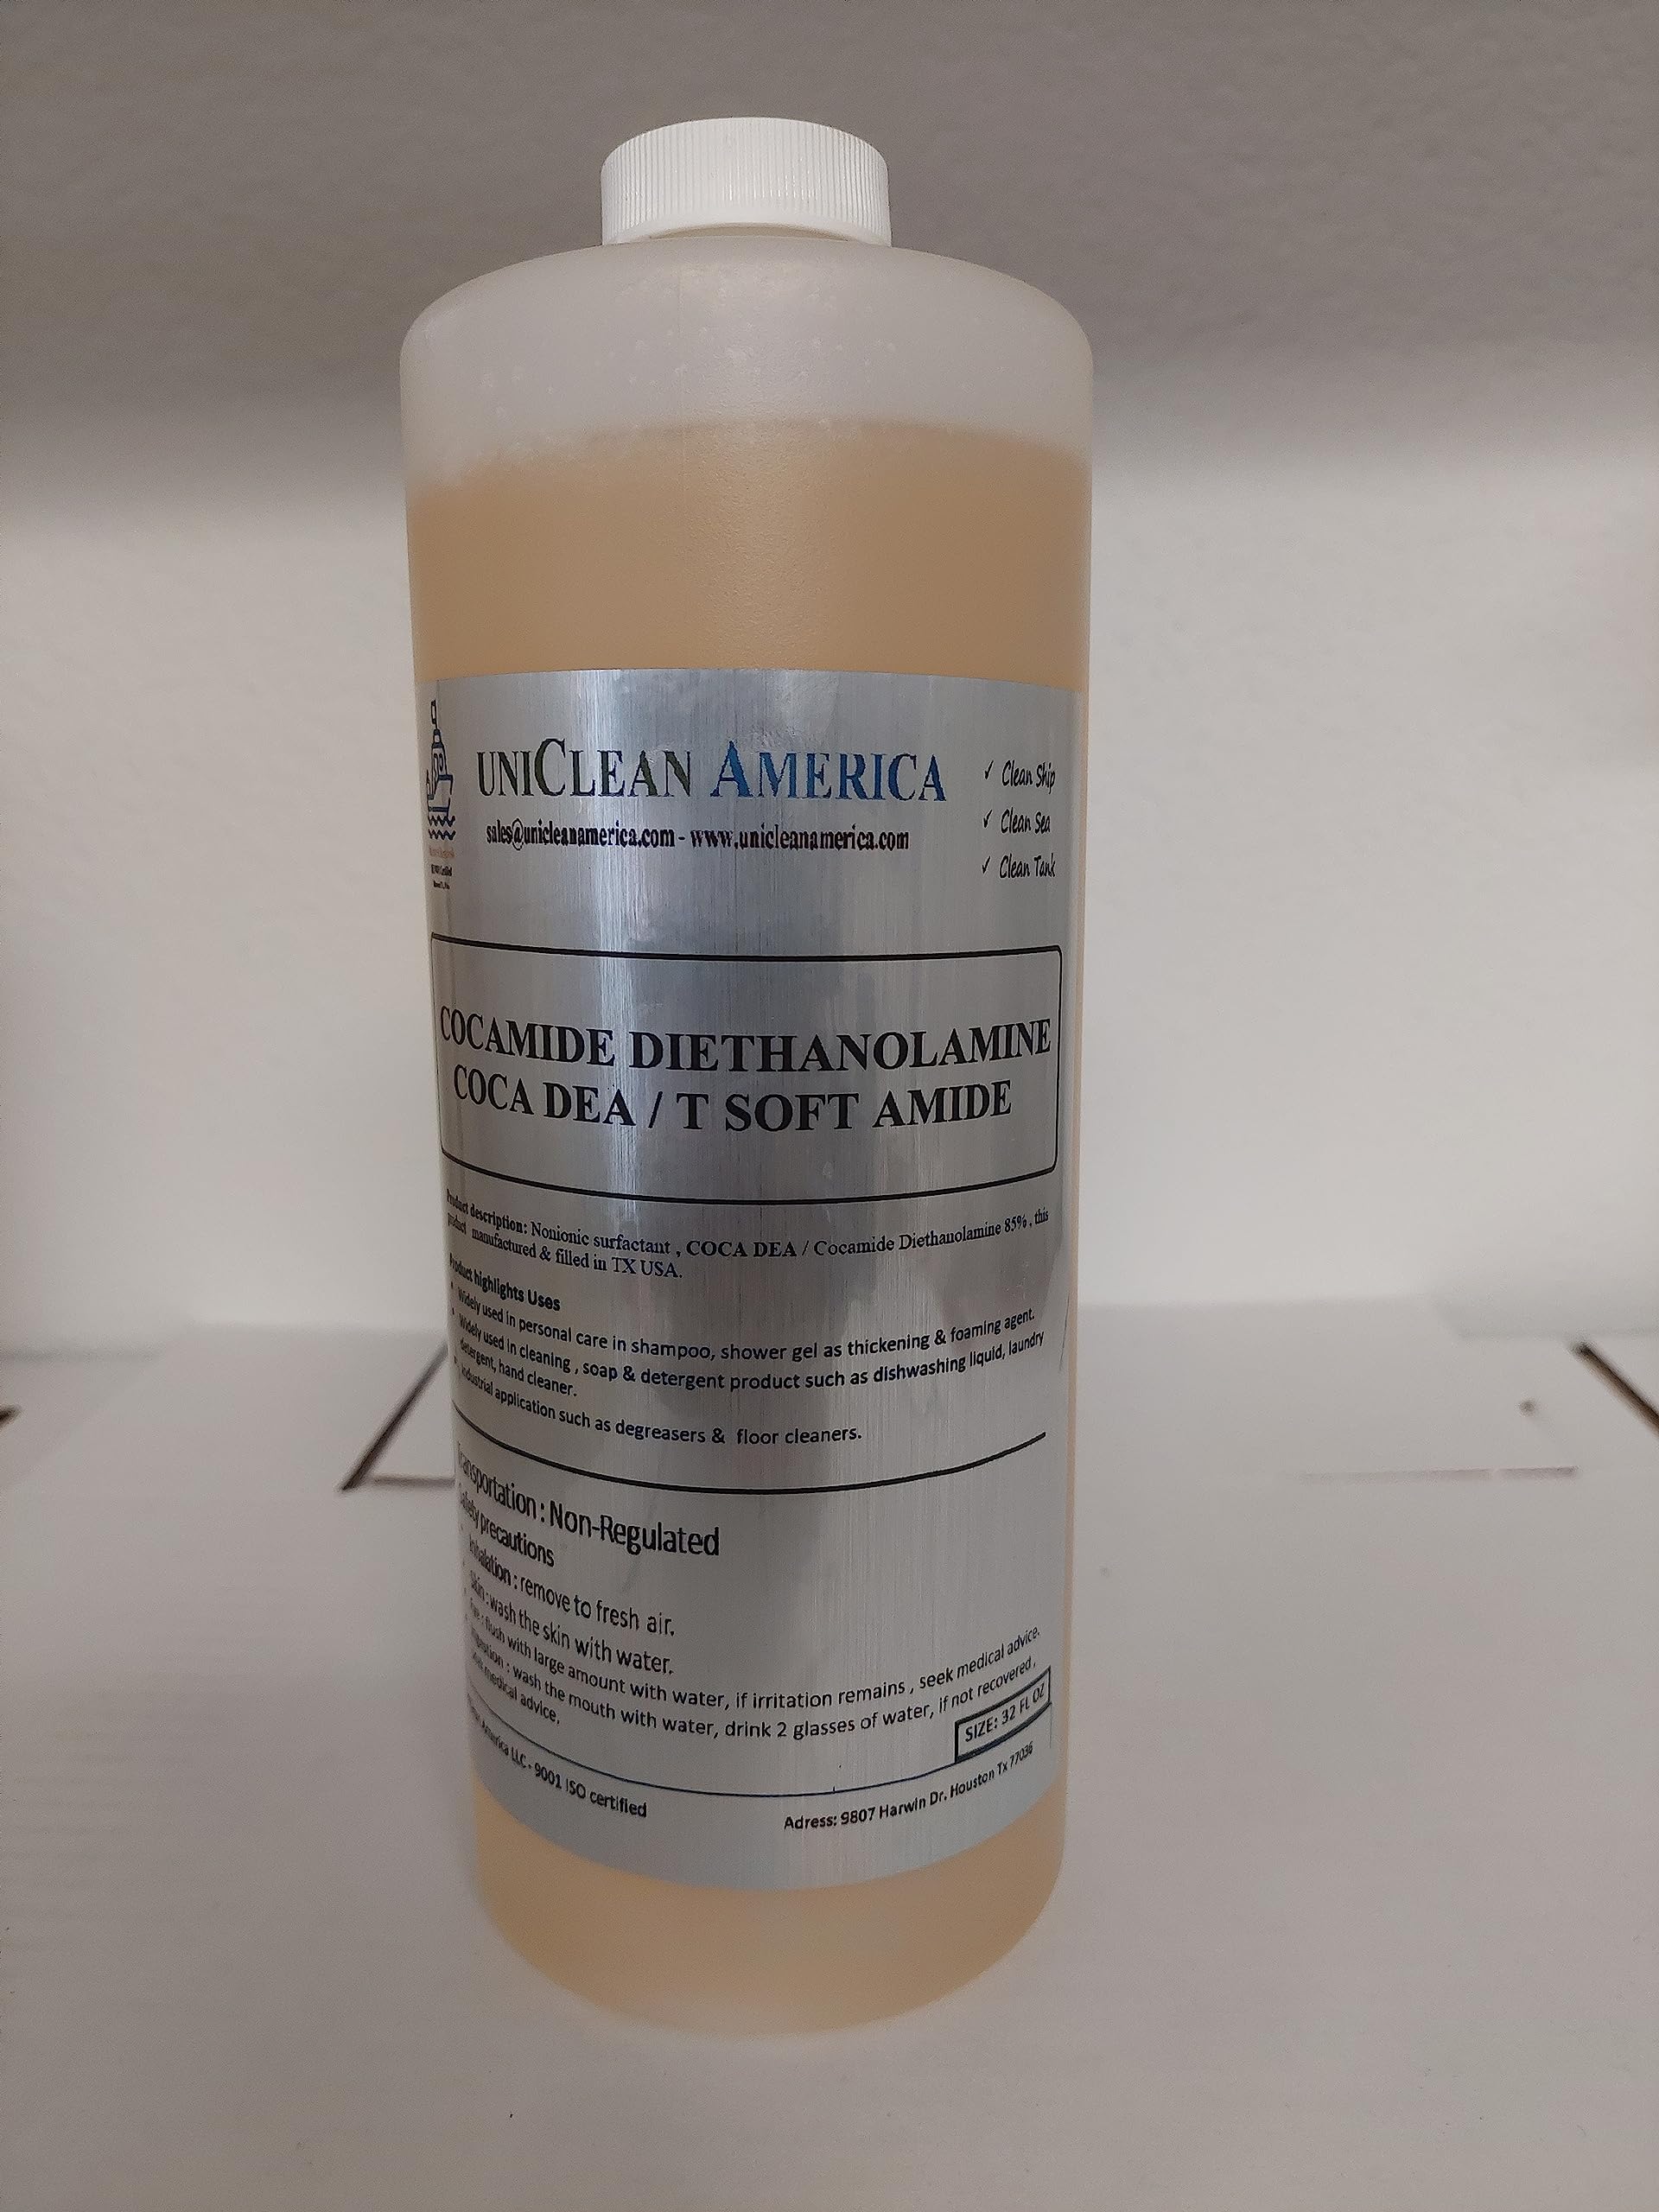 UNICLEAN AMERICA
sales@unicleanamerica.com - www.unicleanamerica.com
✓ Clean Ship
✓ Clean Sea
✓ Clean Tank
COCAMIDE DIETHANOLAMINE
COCA DEA / T SOFT AMIDE
Product description: Nonionic surfactant , COCA DEA / Cocamide Diethanolamine 85% , this
product manufactured & filled in TX USA.
Product highlights Uses
Widely used in personal care in shampoo, shower gel as thickening & foaming agent.
Widely used in cleaning , soap & detergent product such as dishwashing liquid, laundry
detergent, hand cleaner.
Industrial application such as degreasers & floor cleaners.
Transportation : Non-Regulated
Safety precautions
Inhalation : remove to fresh air.
Skin : wash the skin with water.
: flush with large amount with water, if irritation remains , seek medical advice.
: wash the mouth with water, drink 2 glasses of water, if not recovered,
medical advice,
SIZE: 32 FL OZ
America LLC - 9001 ISO certified
Adress: 9807 Harwin Dr. Houston Tx 77036